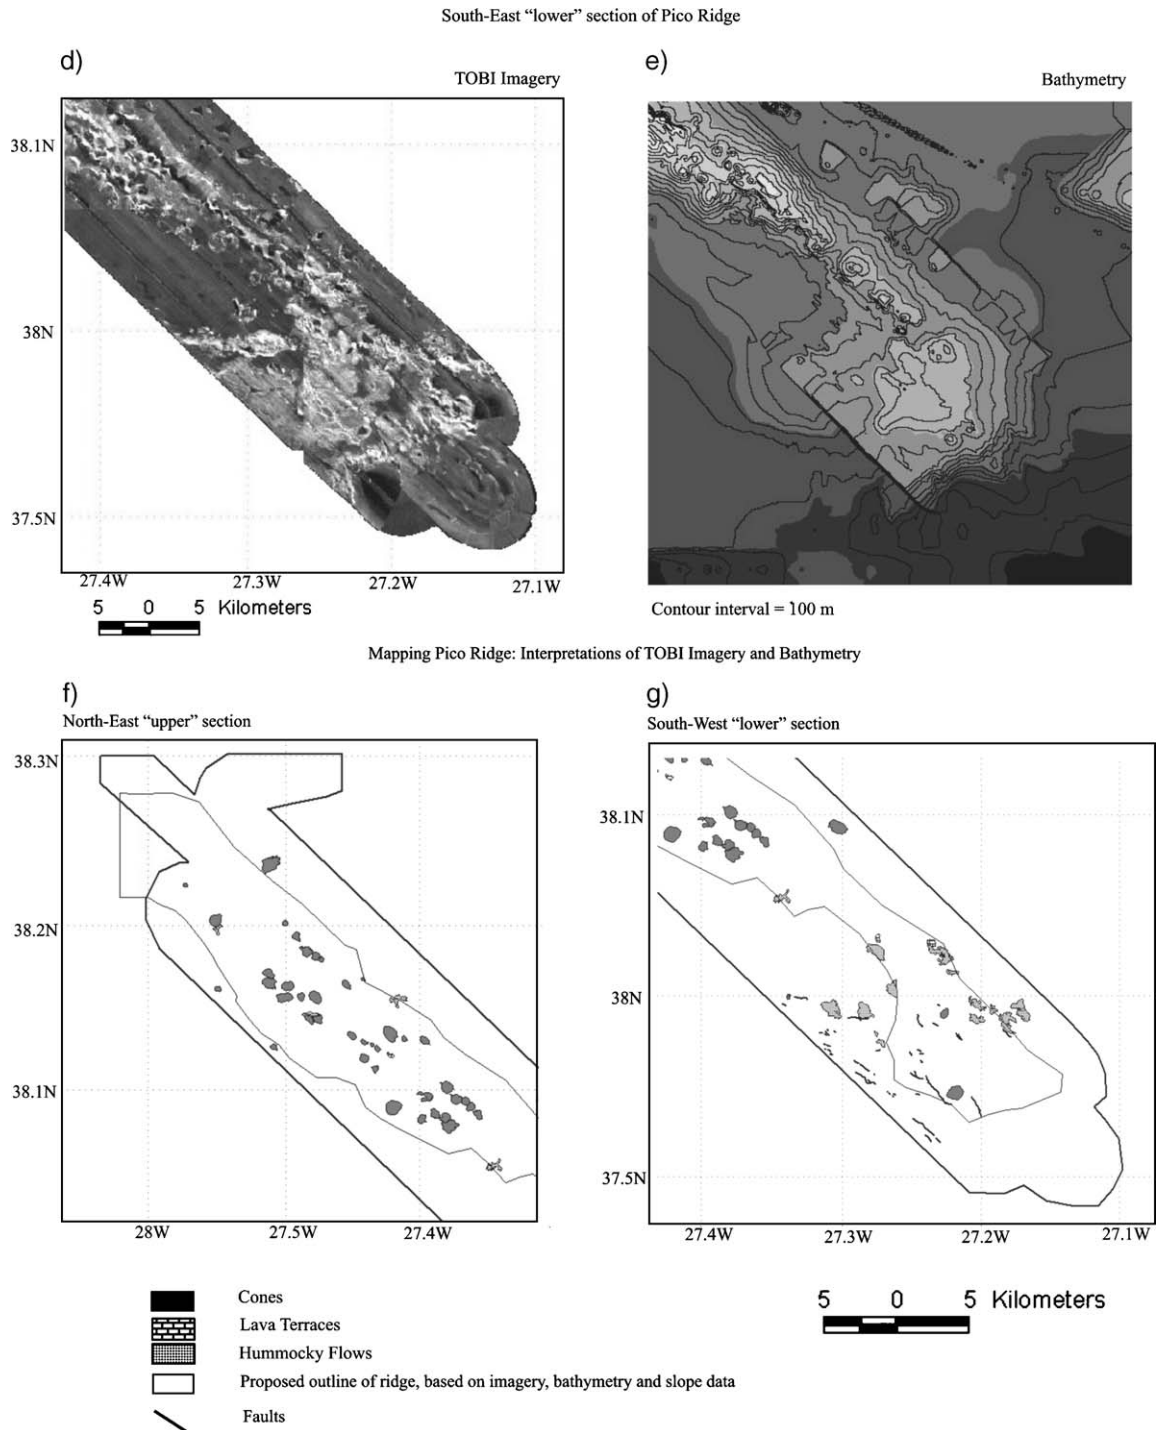 South-East “lower” section of Pico Ridge
d)
TOBI Imagery
e)
Bathymetry
38.1N
38N
37.5N
27.4W 27.3W 27.2W 27.1W
5 0 5 Kilometers
Contour interval = 100 m
Mapping Pico Ridge: Interpretations of TOBI Imagery and Bathymetry
f)
North-East “upper” section
38.3N
38.2N
38.1N
28W 27.5W 27.4W
g)
South-West “lower” section
38.1N
38N
37.5N
27.4W 27.3W 27.2W 27.1W
Cones
Lava Terraces
Hummocky Flows
Proposed outline of ridge, based on imagery, bathymetry and slope data
Faults
5 0 5 Kilometers